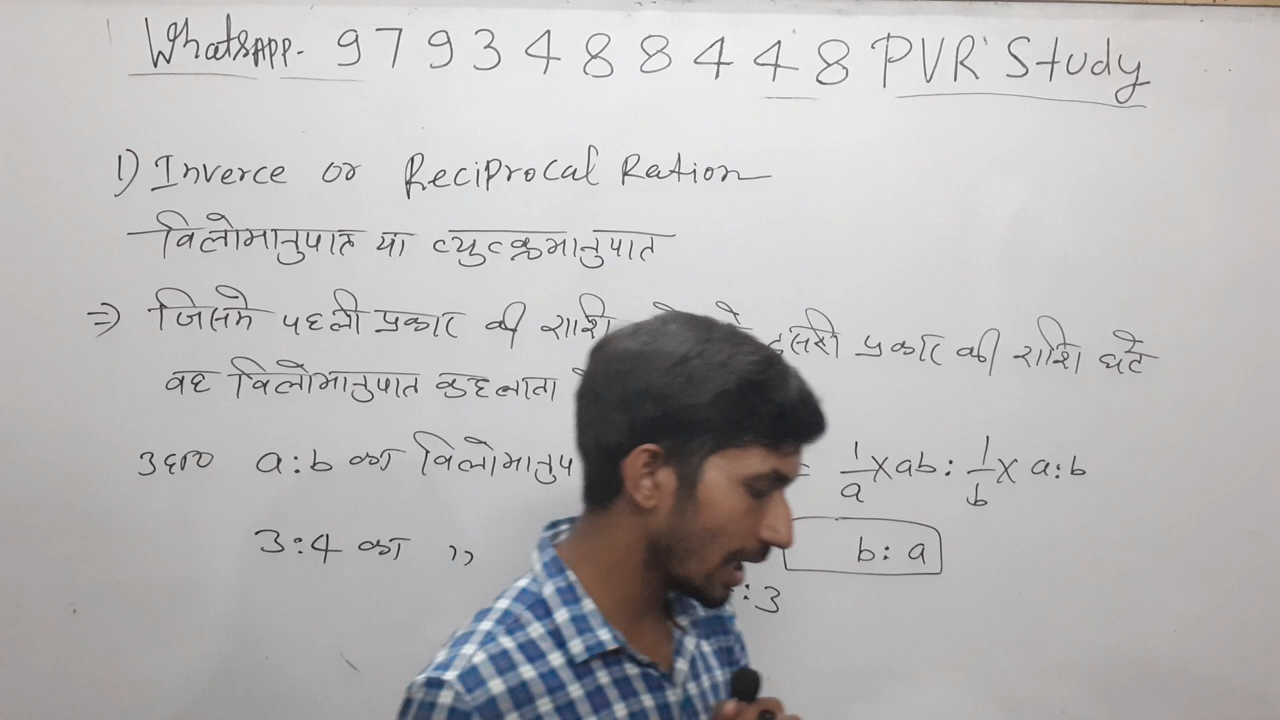 WhatsAPP- 9793488448 PVR Study
1) Inverce or Reciprocal Ration
विलोमानुपात या व्युत्क्रमानुपात
⇒ जिसमे पहली प्रकार की राशि दुसरी प्रकार की राशि घटे
वह विलोमानुपात कहलाता
उदा० a:b का विलोमानुप = 1/a × ab : 1/b × a:b
3:4 का ,, b: a
:3